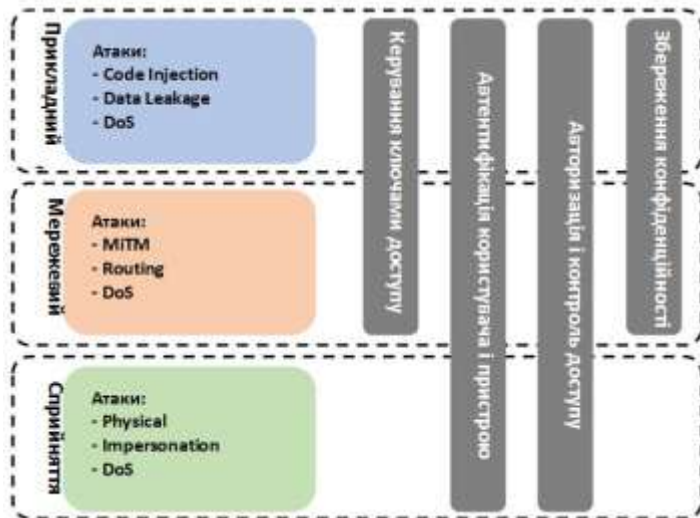 Прикладний
Атаки:
- Code Injection
- Data Leakage
- DoS
Мережевий
Атаки:
- MiTM
- Routing
- DoS
Сприйняття
Атаки:
- Physical
- Impersonation
- DoS
Керування ключами доступу
Автентифікація користувача і пристрою
Авторизація і контроль доступу
Збереження конфіденційності